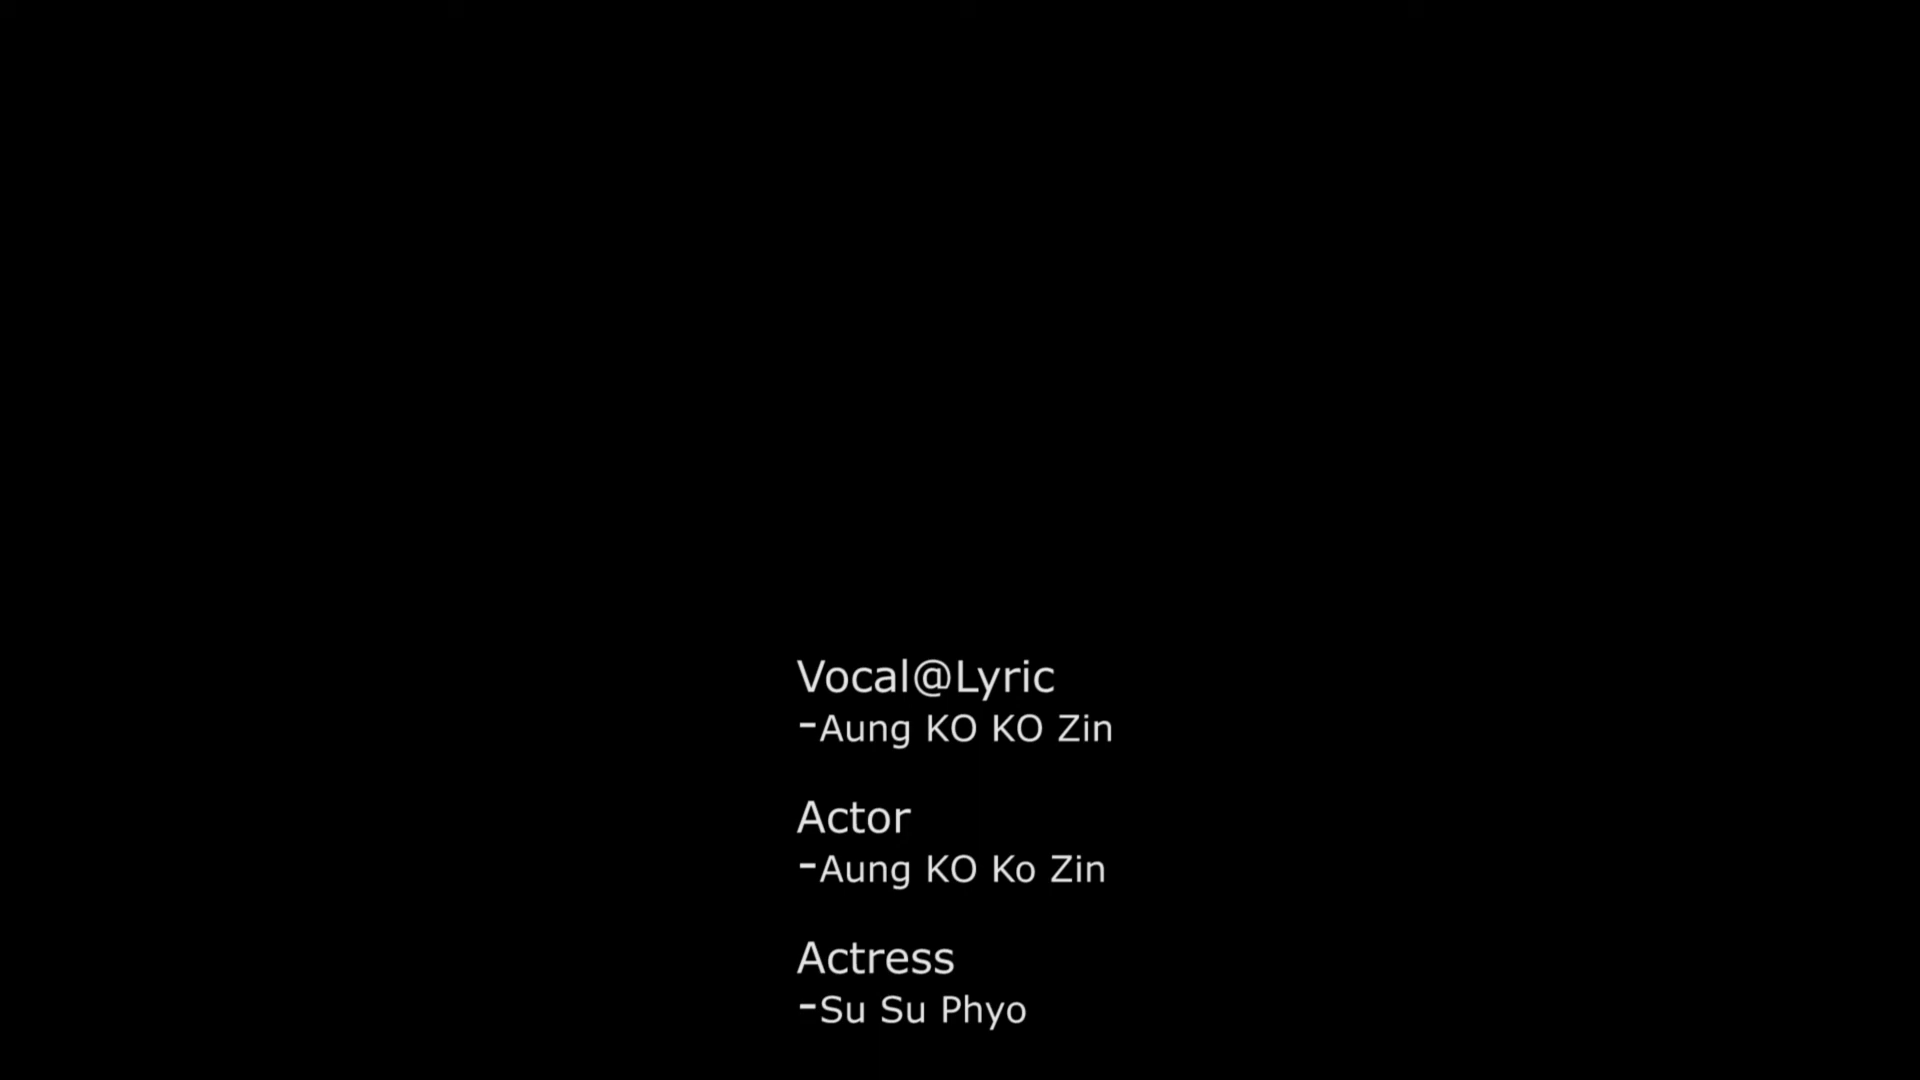 Vocal@Lyric
-Aung KO KO Zin
Actor
-Aung KO Ko Zin
Actress
-Su Su Phyo